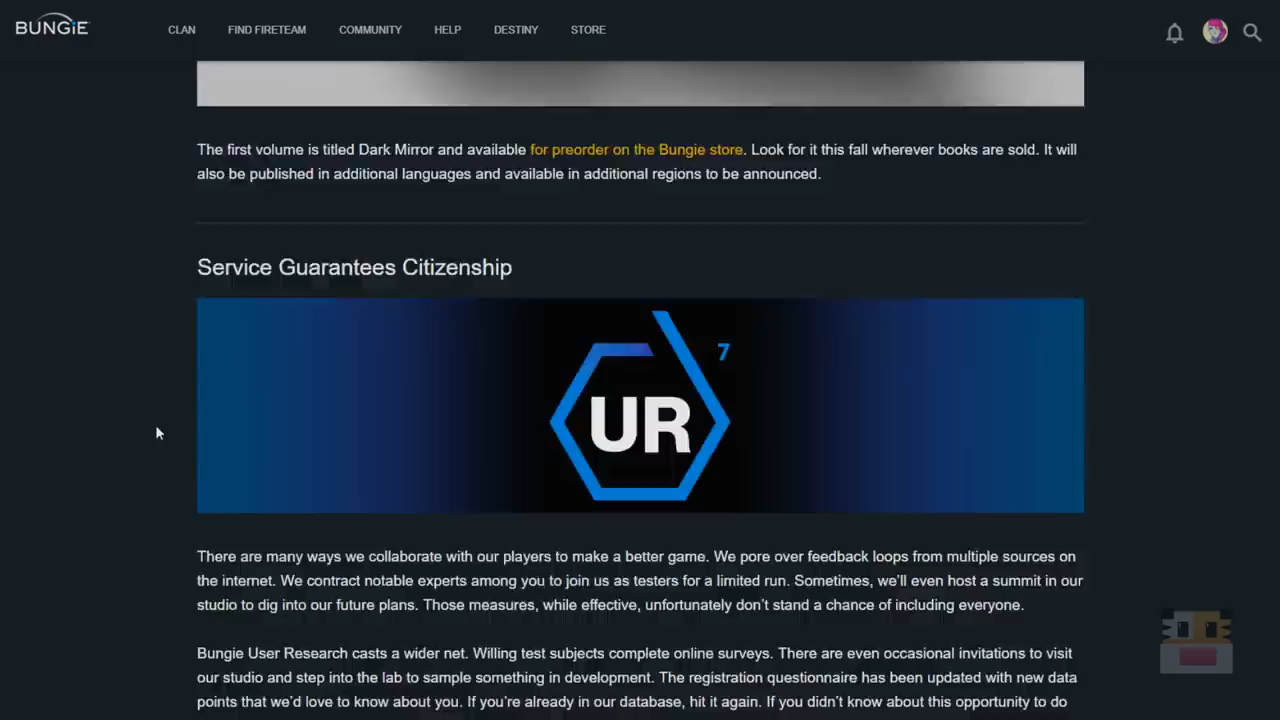 BUNGiE
CLAN
FIND FIRETEAM
COMMUNITY
HELP
DESTINY
STORE
The first volume is titled Dark Mirror and available for preorder on the Bungie store. Look for it this fall wherever books are sold. It will
also be published in additional languages and available in additional regions to be announced.
Service Guarantees Citizenship
7
UR
There are many ways we collaborate with our players to make a better game. We pore over feedback loops from multiple sources on
the internet. We contract notable experts among you to join us as testers for a limited run. Sometimes, we'll even host a summit in our
studio to dig into our future plans. Those measures, while effective, unfortunately don't stand a chance of including everyone.
Bungie User Research casts a wider net. Willing test subjects complete online surveys. There are even occasional invitations to visit
our studio and step into the lab to sample something in development. The registration questionnaire has been updated with new data
points that we'd love to know about you. If you're already in our database, hit it again. If you didn't know about this opportunity to do